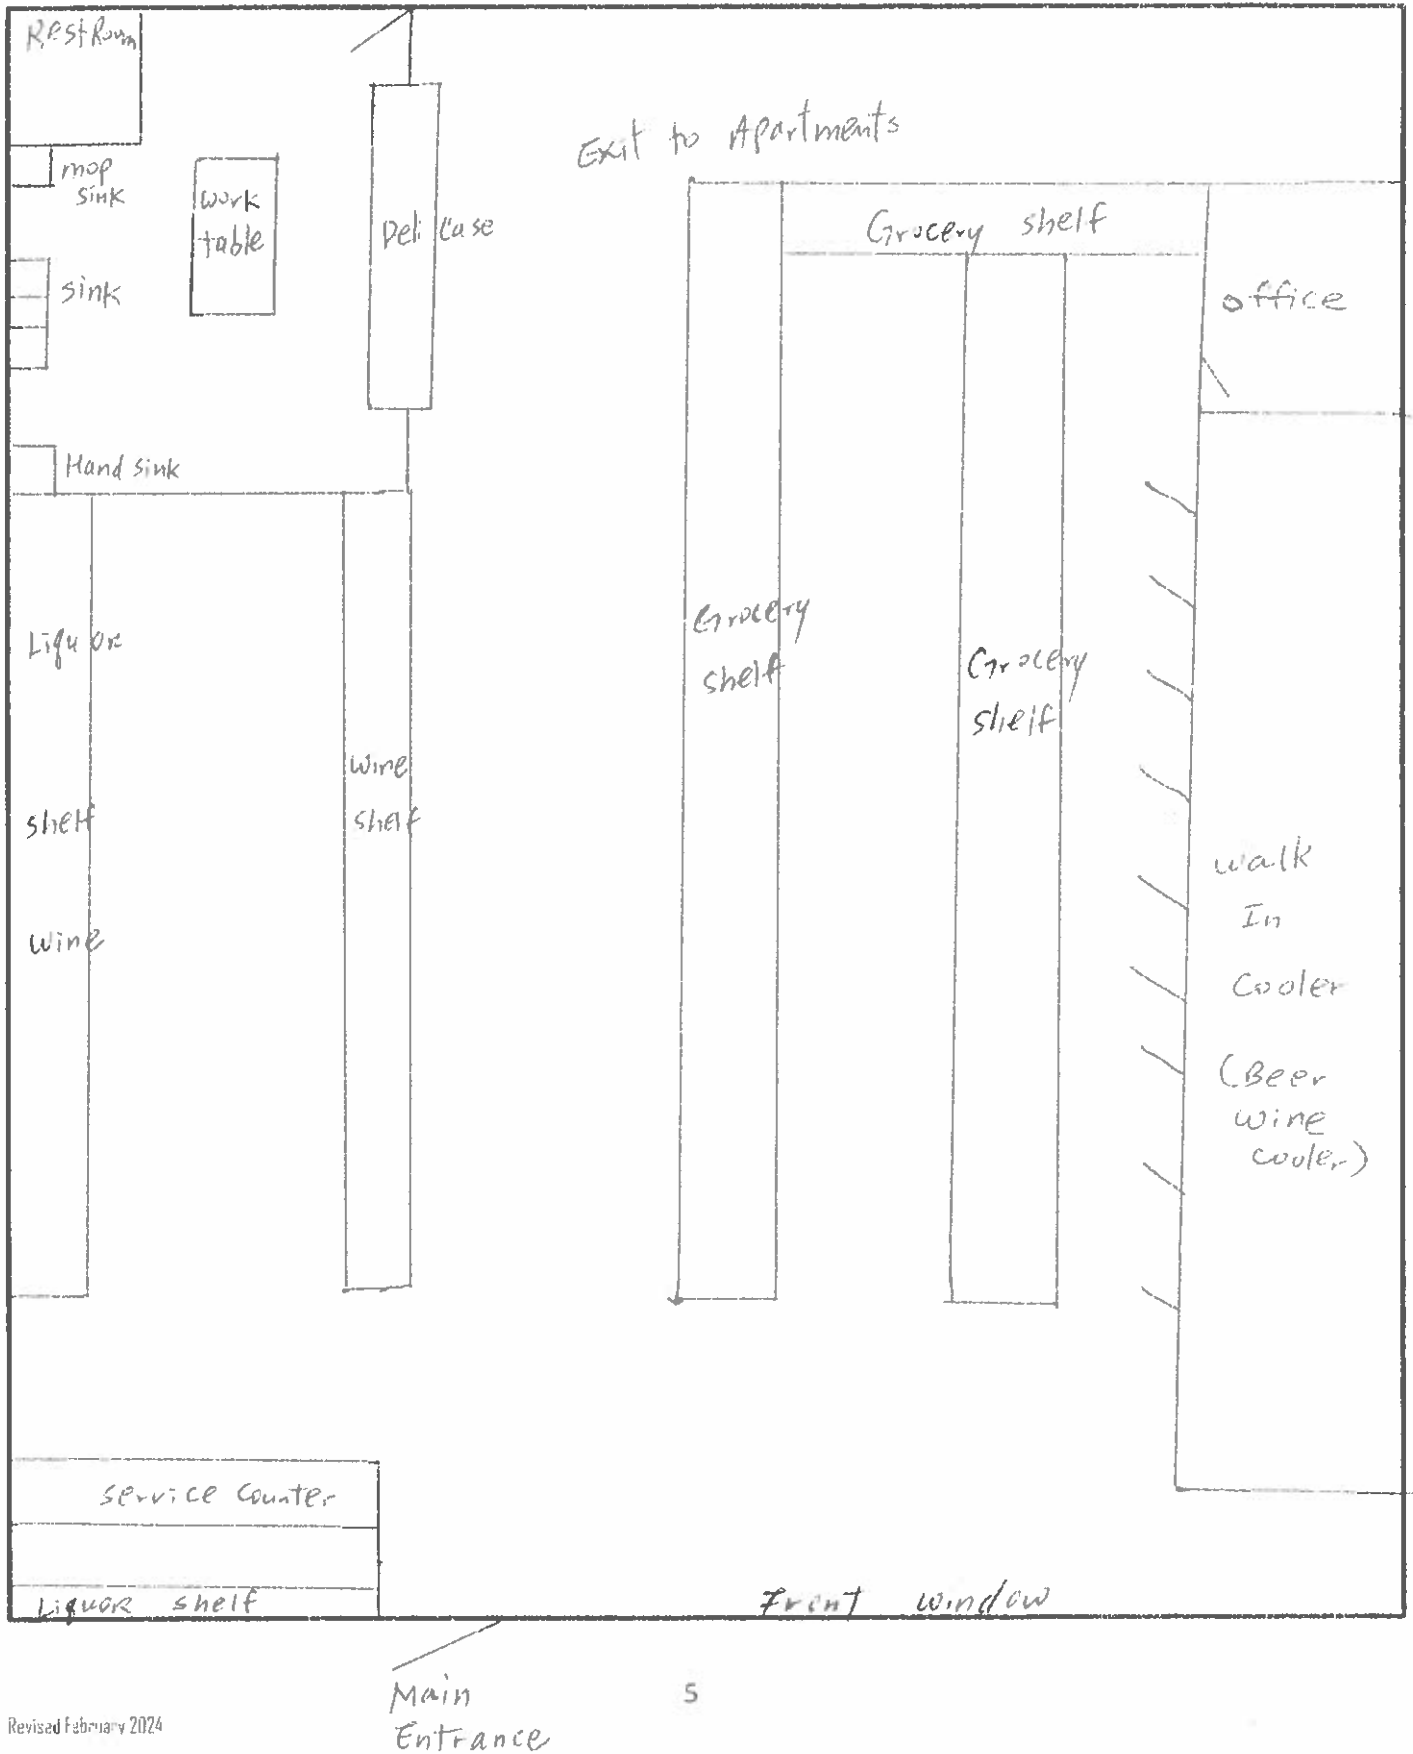 RestRoom
mop
sink
work
table
Deli Case
Exit to Apartments
Grocery shelf
sink
office
Hand sink
Liquor
shelf
wine
wine
shelf
Grocery
shelf
Grocery
shelf
walk
In
Cooler
(Beer
wine
cooler)
service counter
Liquor shelf
Front window
Main
Entrance
5
Revised February 2024